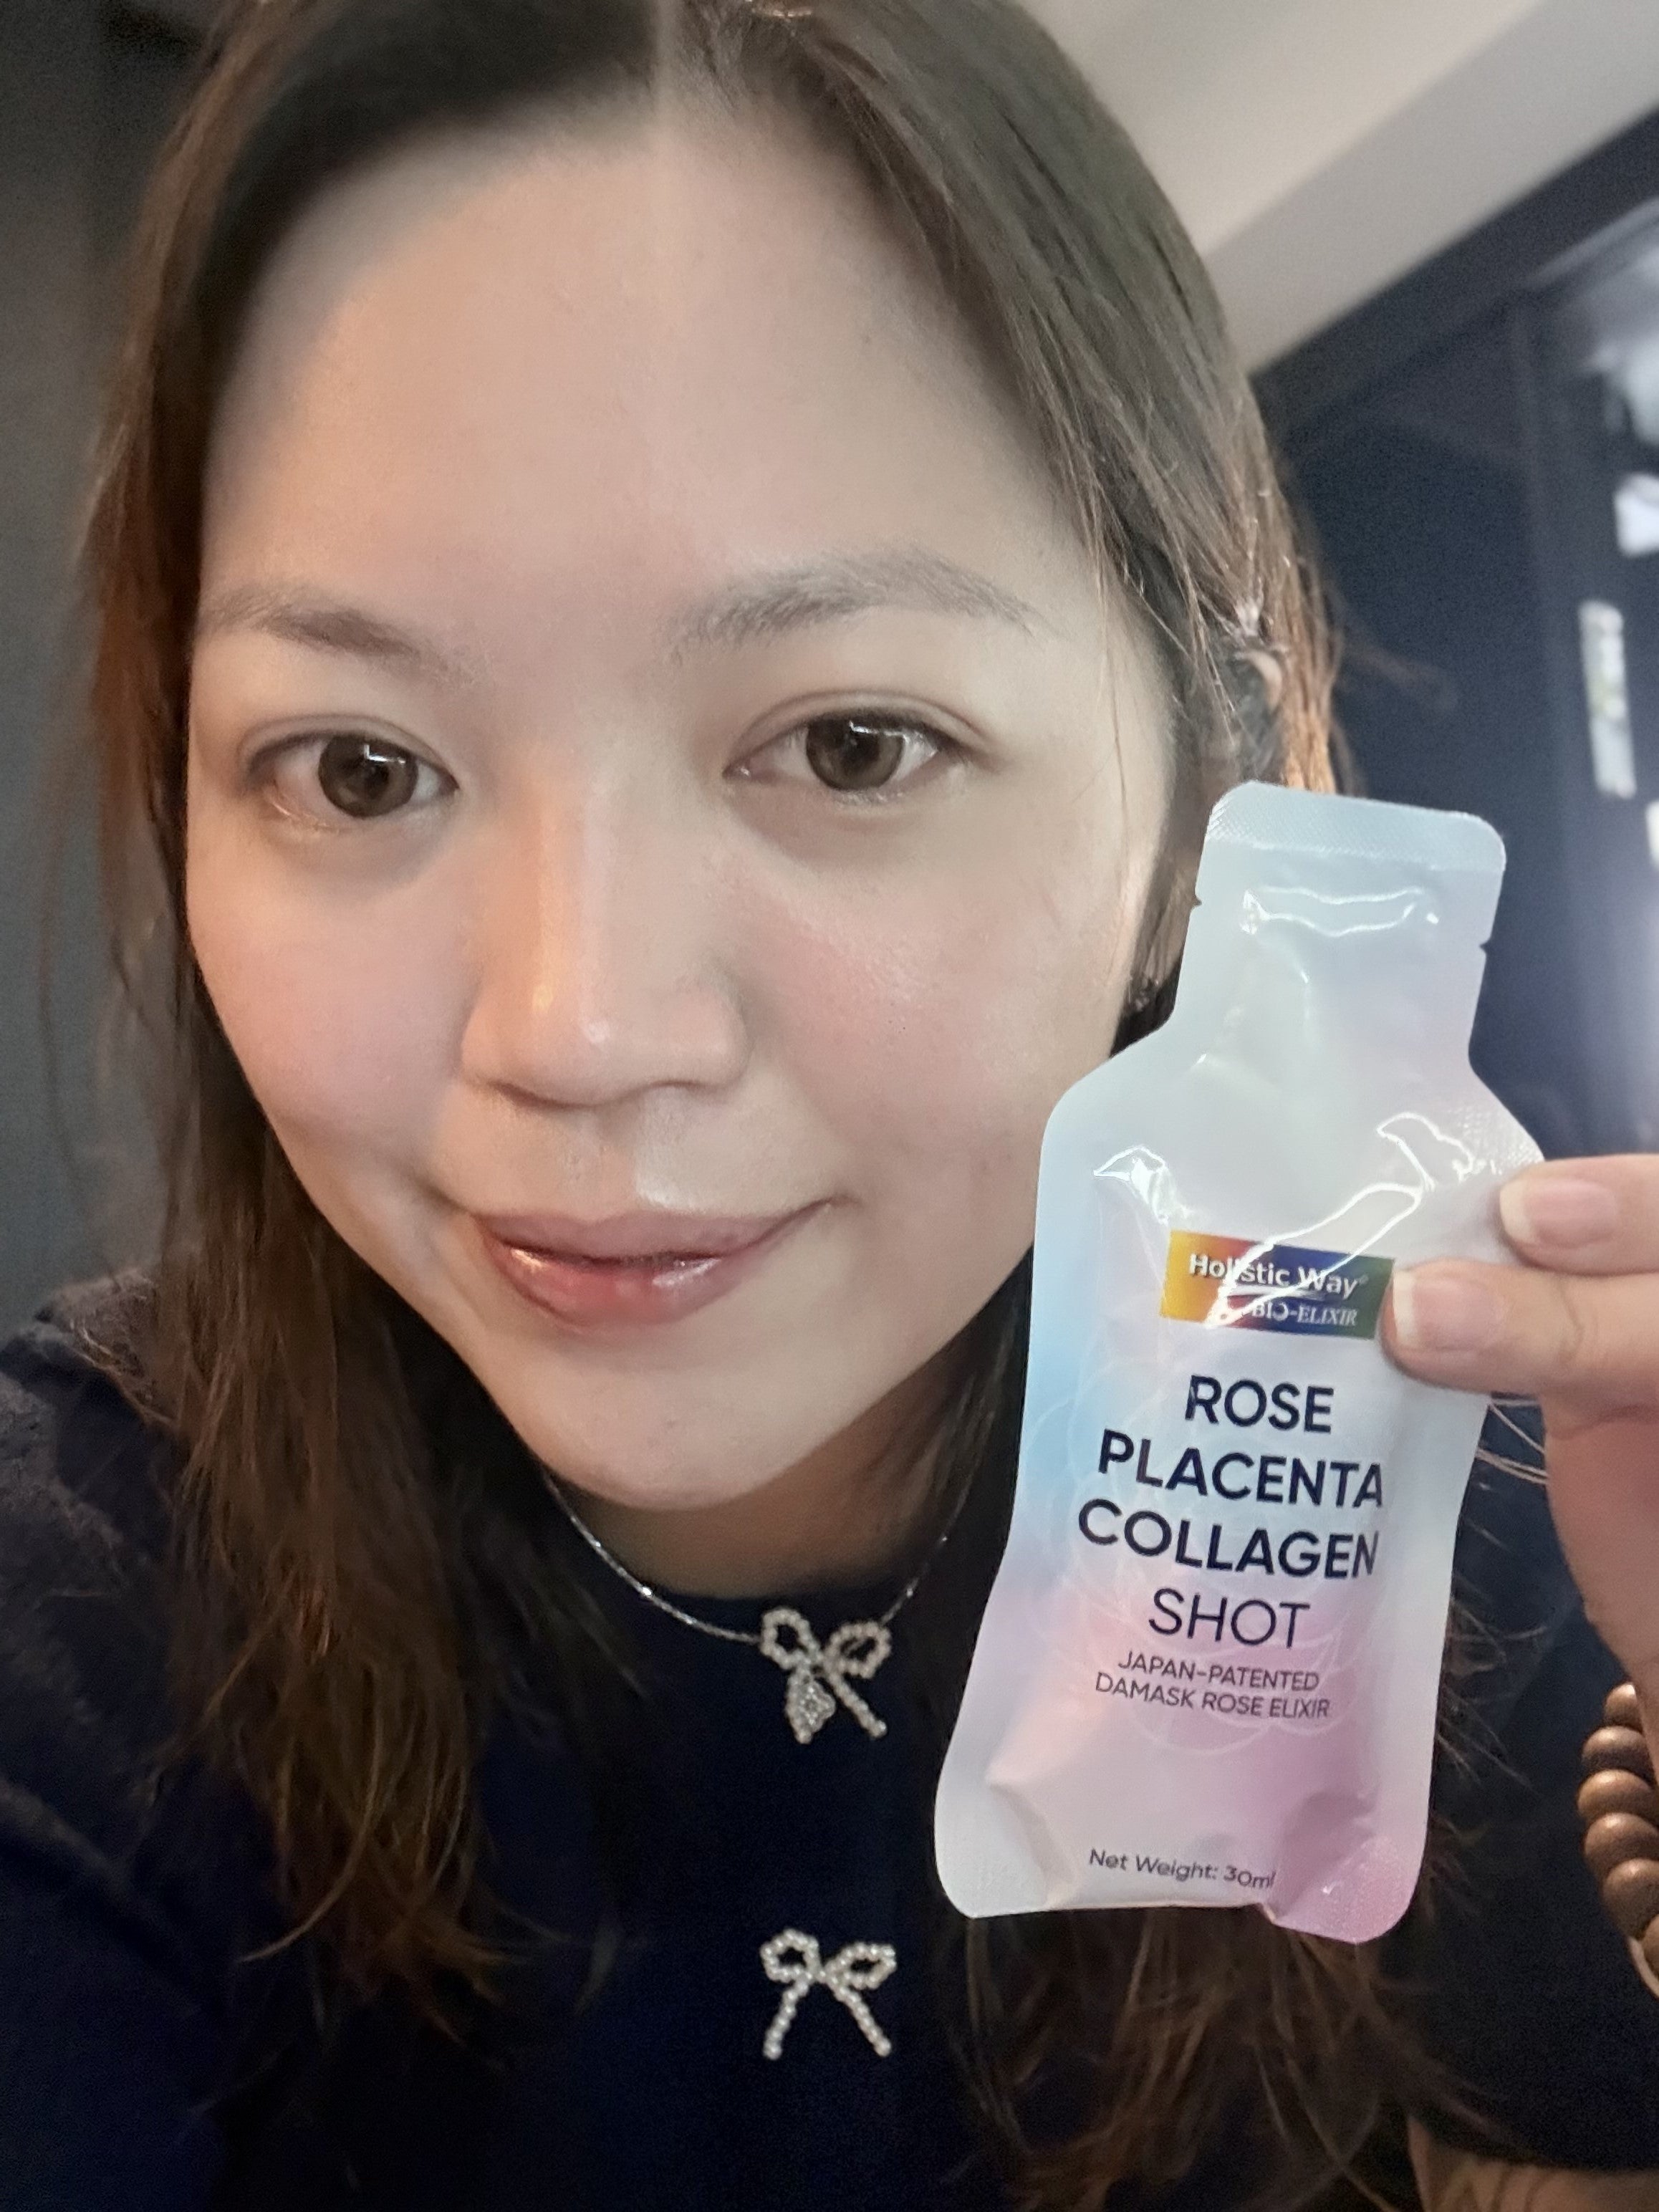 Holistic Way®
BIO-ELIXIR
ROSE
PLACENTA
COLLAGEN
SHOT
JAPAN-PATENTED
DAMASK ROSE ELIXIR
Net Weight: 30ml